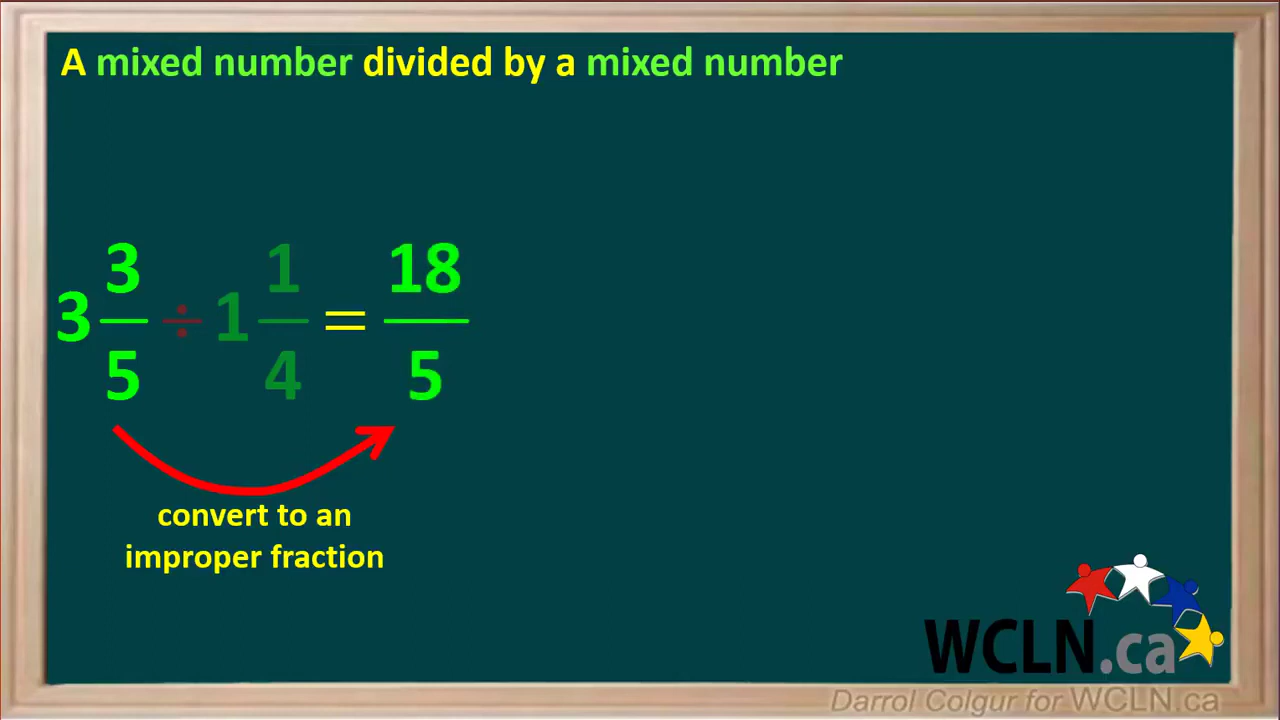 A mixed number divided by a mixed number
3 3/5 ÷ 1 1/4 = 18/5
convert to an
improper fraction
WCLN.ca
Darrol Colgur for WCLN.ca